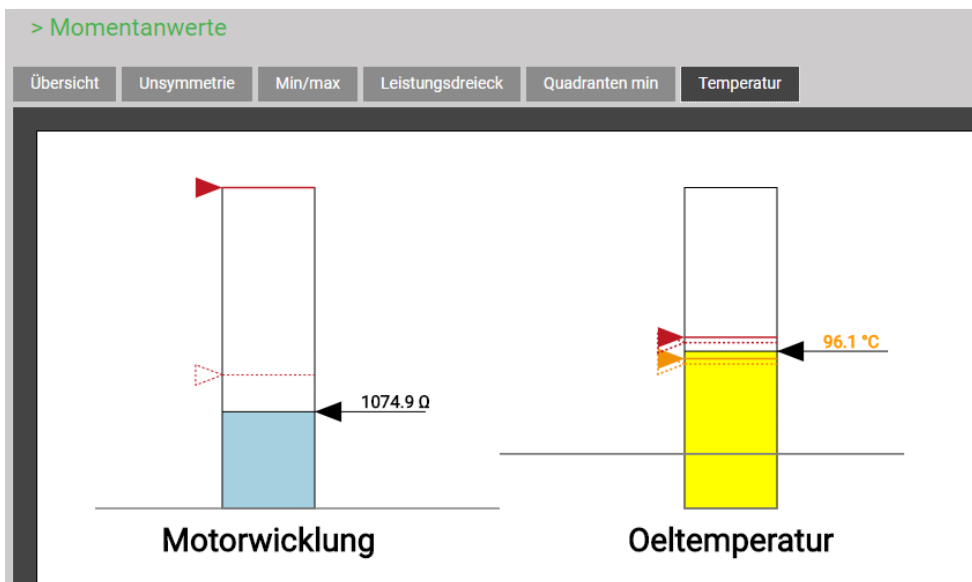 > Momentanwerte
Übersicht Unsymmetrie Min/max Leistungsdreieck Quadranten min Temperatur
96.1 °C
1074.9 Ω
Motorwicklung Oeltemperatur